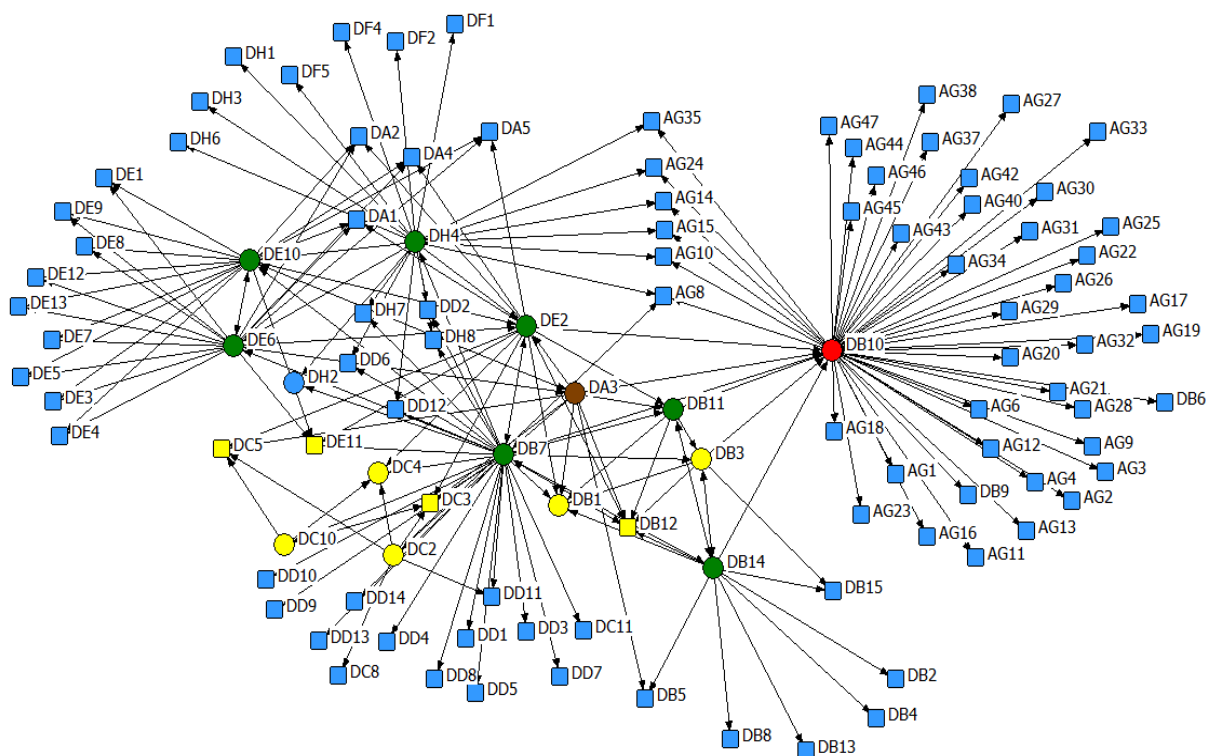 DF1
DF4
DF2
DH1
DF5
AG38
AG27
DH3
DA2
DA5
AG35
AG47
AG33
DH6
DA4
AG44
AG37
DE1
AG24
AG46
AG42
AG30
DE9
DA1
AG14
AG45
AG40
AG25
DE8
DH4
AG15
AG43
AG31
DE10
AG10
AG34
AG22
DE12
AG26
DE13
DH7
DD2
AG8
AG29
AG17
DE7
DE6
DE2
DH8
DB10
AG32
AG19
DE5
DD6
AG20
DH2
DA3
AG21
DE3
DD12
DB11
AG6
AG28
DB6
DE4
DC5
DE11
AG18
AG12
AG9
DB7
DB3
DC4
AG1
AG4
AG3
DC3
DB1
DB9
AG2
DB12
AG23
DC10
DC2
AG16
AG13
DB14
AG11
DD10
DD9
DD14
DD11
DB15
DD13
DD4
DD1
DD3
DC11
DC8
DD8
DD5
DD7
DB5
DB2
DB4
DB8
DB13